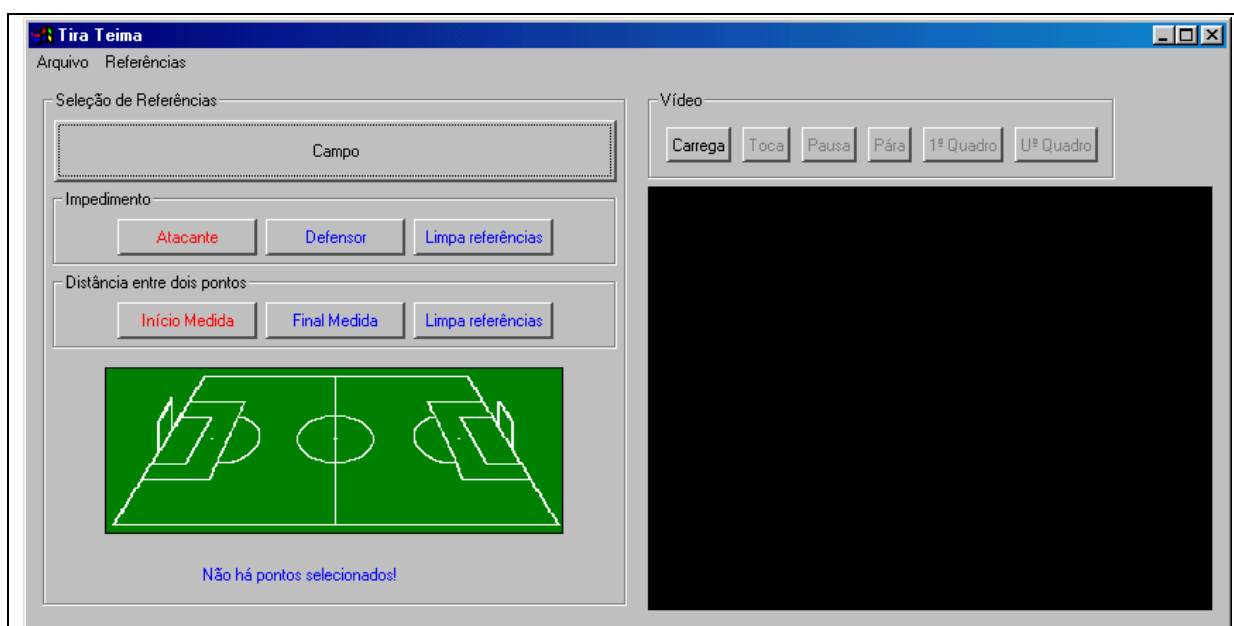 Tira Teima
Arquivo Referências
Seleção de Referências
Campo
Impedimento
Atacante Defensor Limpa referências
Distância entre dois pontos
Início Medida Final Medida Limpa referências
Não há pontos selecionados!
Vídeo
Carrega Toca Pausa Pára 1º Quadro Uº Quadro